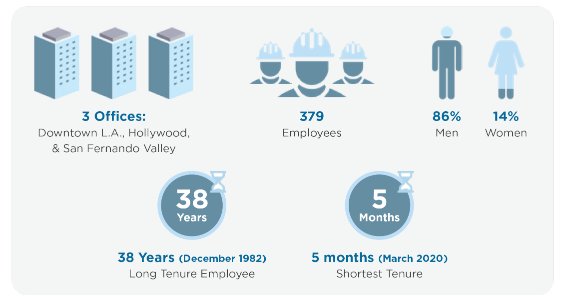 3 Offices:
Downtown L.A., Hollywood,
& San Fernando Valley
379
Employees
86%
Men
14%
Women
38
Years
38 Years (December 1982)
Long Tenure Employee
5
Months
5 months (March 2020)
Shortest Tenure